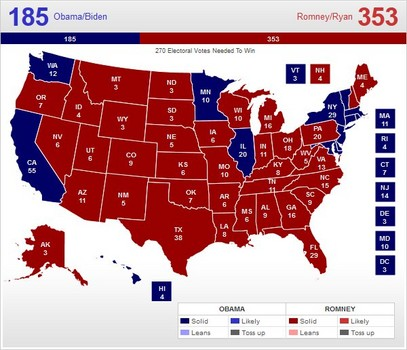 185 Obama/Biden
Romney/Ryan 353
185
353
270 Electoral Votes Needed To Win
WA
12
OR
7
CA
55
ID
4
NV
6
AZ
11
MT
3
WY
3
UT
6
CO
9
NM
5
ND
3
SD
3
NE
5
KS
6
OK
7
TX
38
MN
10
IA
6
MO
10
AR
6
LA
8
WI
10
IL
20
MI
16
IN
11
OH
18
KY
8
TN
11
MS
6
AL
9
GA
16
FL
29
SC
9
NC
15
VA
13
WV
5
PA
20
NY
29
VT
3
NH
4
ME
4
MA
11
RI
4
CT
7
NJ
14
DE
3
MD
10
DC
3
AK
3
HI
4
OBAMA
ROMNEY
Solid
Likely
Solid
Likely
Leans
Toss up
Leans
Toss up